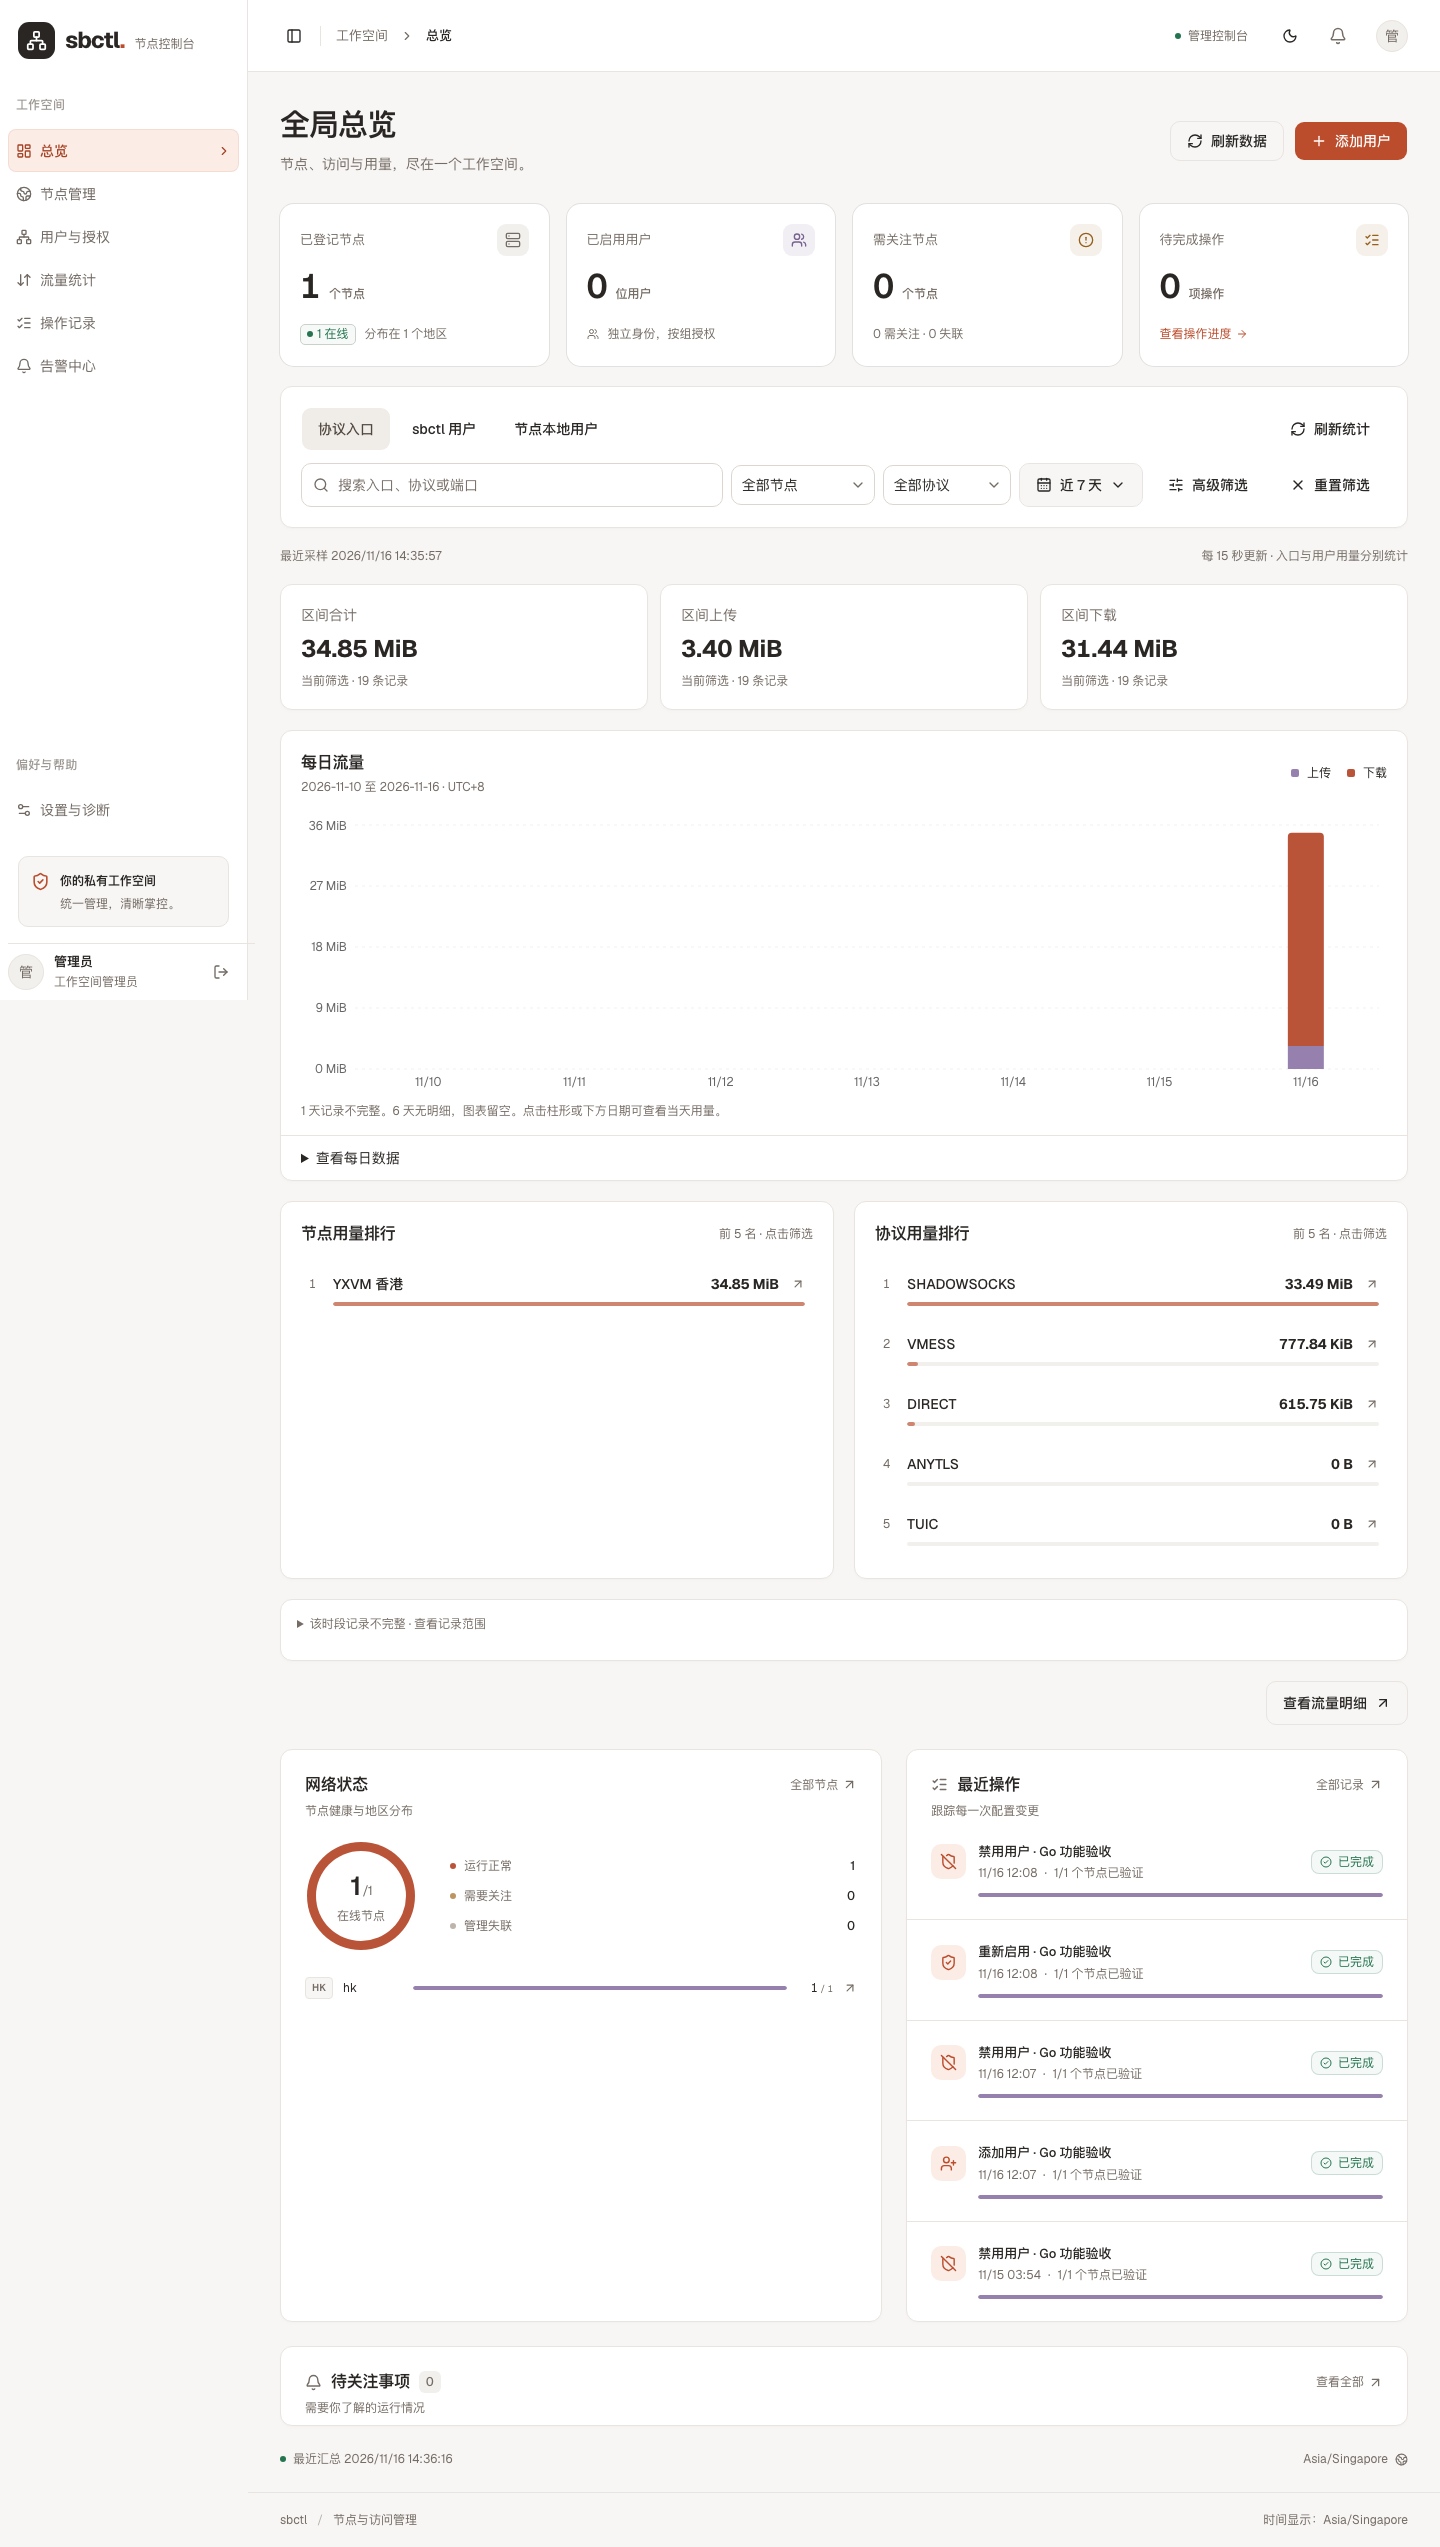 sbctl. 节点控制台
工作空间
总览
节点管理
用户与授权
流量统计
操作记录
告警中心
偏好与帮助
设置与诊断
你的私有工作空间
统一管理，清晰掌控。
管 管理员
工作空间管理员
工作空间 总览 管理控制台 管
全局总览
节点、访问与用量，尽在一个工作空间。
刷新数据 添加用户
已登记节点
1 个节点
1 在线 分布在 1 个地区
已启用用户
0 位用户
独立身份，按组授权
需关注节点
0 个节点
0 需关注 · 0 失联
待完成操作
0 项操作
查看操作进度
协议入口 sbctl 用户 节点本地用户 刷新统计
搜索入口、协议或端口 全部节点 全部协议 近 7 天 高级筛选 重置筛选
最近采样 2026/11/16 14:35:57 每 15 秒更新 · 入口与用户用量分别统计
区间合计
34.85 MiB
当前筛选 · 19 条记录
区间上传
3.40 MiB
当前筛选 · 19 条记录
区间下载
31.44 MiB
当前筛选 · 19 条记录
每日流量
2026-11-10 至 2026-11-16 · UTC+8
上传 下载
36 MiB
27 MiB
18 MiB
9 MiB
0 MiB
11/10 11/11 11/12 11/13 11/14 11/15 11/16
1 天记录不完整。6 天无明细，图表留空。点击柱形或下方日期可查看当天用量。
查看每日数据
节点用量排行 前 5 名 · 点击筛选
1 YXVM 香港 34.85 MiB
协议用量排行 前 5 名 · 点击筛选
1 SHADOWSOCKS 33.49 MiB
2 VMESS 777.84 KiB
3 DIRECT 615.75 KiB
4 ANYTLS 0 B
5 TUIC 0 B
该时段记录不完整 · 查看记录范围
查看流量明细
网络状态 全部节点
节点健康与地区分布
1/1
在线节点
运行正常 1
需要关注 0
管理失联 0
HK hk 1 / 1
最近操作 全部记录
跟踪每一次配置变更
禁用用户 · Go 功能验收 已完成
11/16 12:08 · 1/1 个节点已验证
重新启用 · Go 功能验收 已完成
11/16 12:08 · 1/1 个节点已验证
禁用用户 · Go 功能验收 已完成
11/16 12:07 · 1/1 个节点已验证
添加用户 · Go 功能验收 已完成
11/16 12:07 · 1/1 个节点已验证
禁用用户 · Go 功能验收 已完成
11/15 03:54 · 1/1 个节点已验证
待关注事项 0 查看全部
需要你了解的运行情况
最近汇总 2026/11/16 14:36:16 Asia/Singapore
sbctl / 节点与访问管理 时间显示：Asia/Singapore